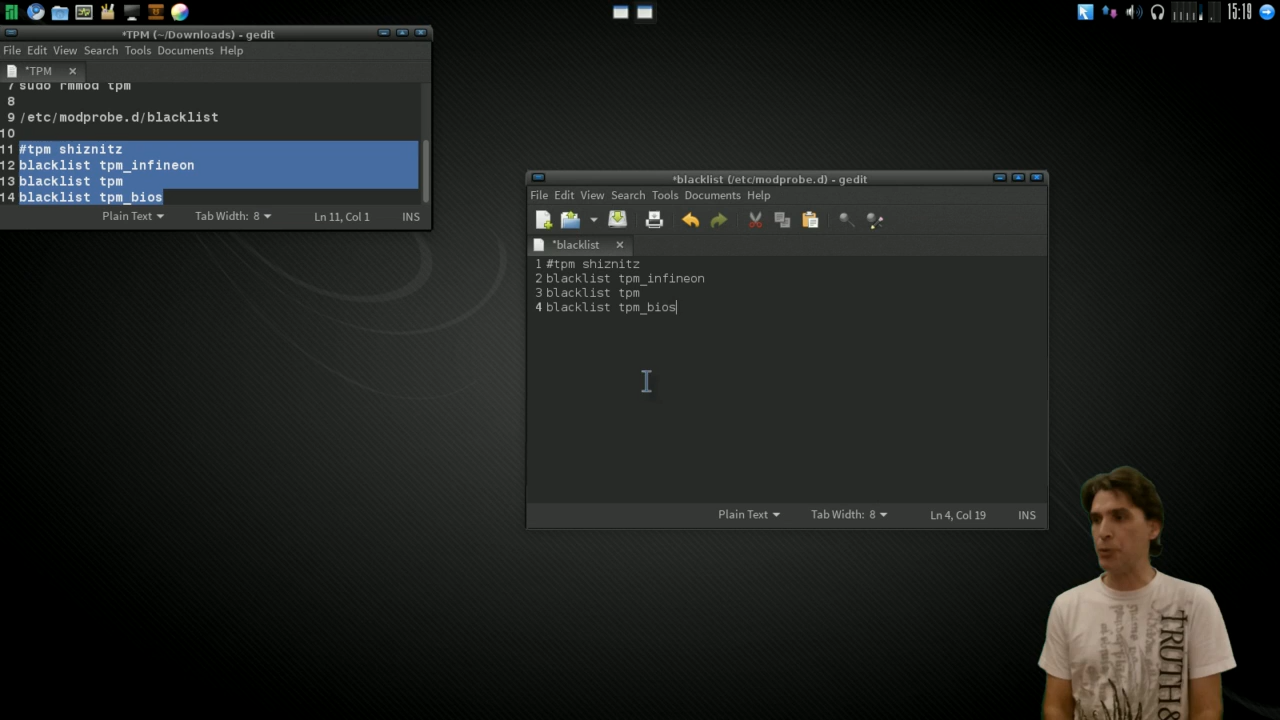 15:19
*TPM (~/Downloads) - gedit
File Edit View Search Tools Documents Help
*TPM
7 sudo rmmod tpm
8
9 /etc/modprobe.d/blacklist
10
11 #tpm shiznitz
12 blacklist tpm_infineon
13 blacklist tpm
14 blacklist tpm_bios
Plain Text Tab Width: 8 Ln 11, Col 1 INS
*blacklist (/etc/modprobe.d) - gedit
File Edit View Search Tools Documents Help
*blacklist
1 #tpm shiznitz
2 blacklist tpm_infineon
3 blacklist tpm
4 blacklist tpm_bios
Plain Text Tab Width: 8 Ln 4, Col 19 INS
TRUTH &